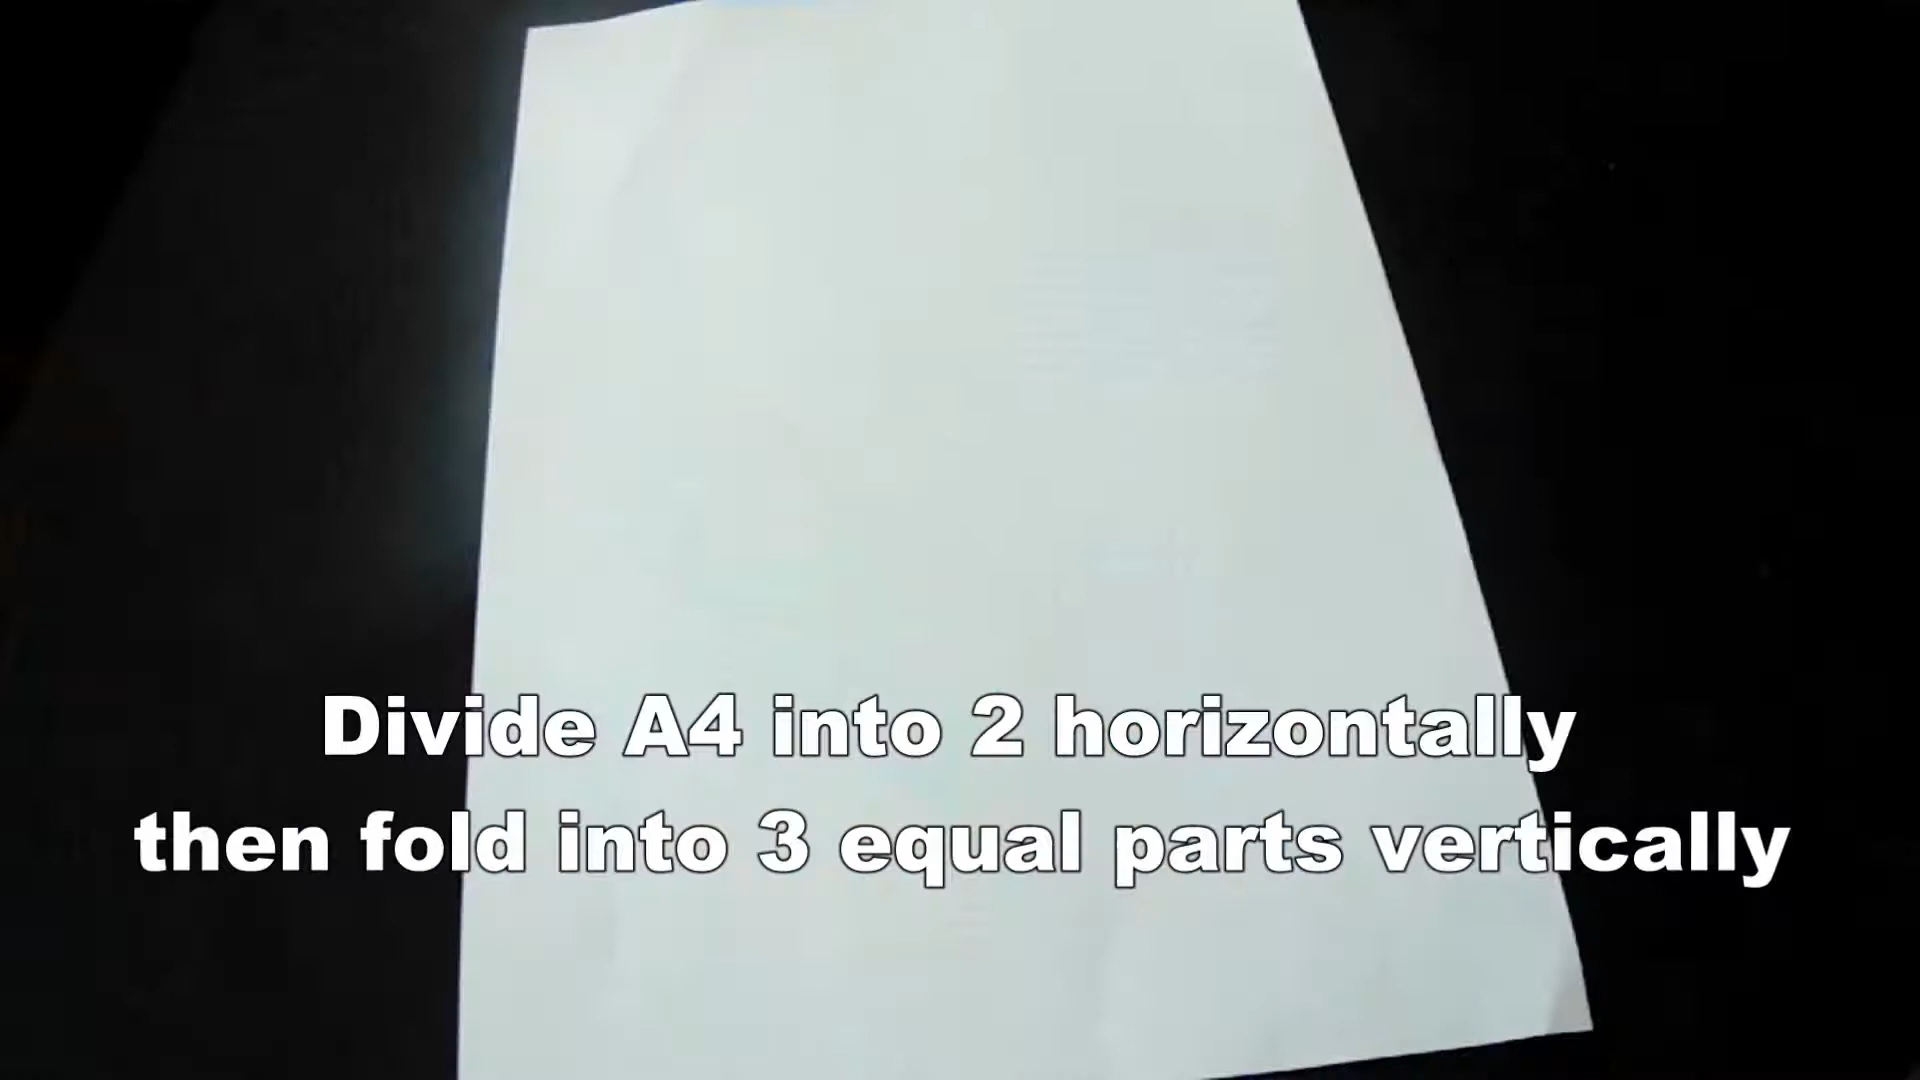 Divide A4 into 2 horizontally
then fold into 3 equal parts vertically